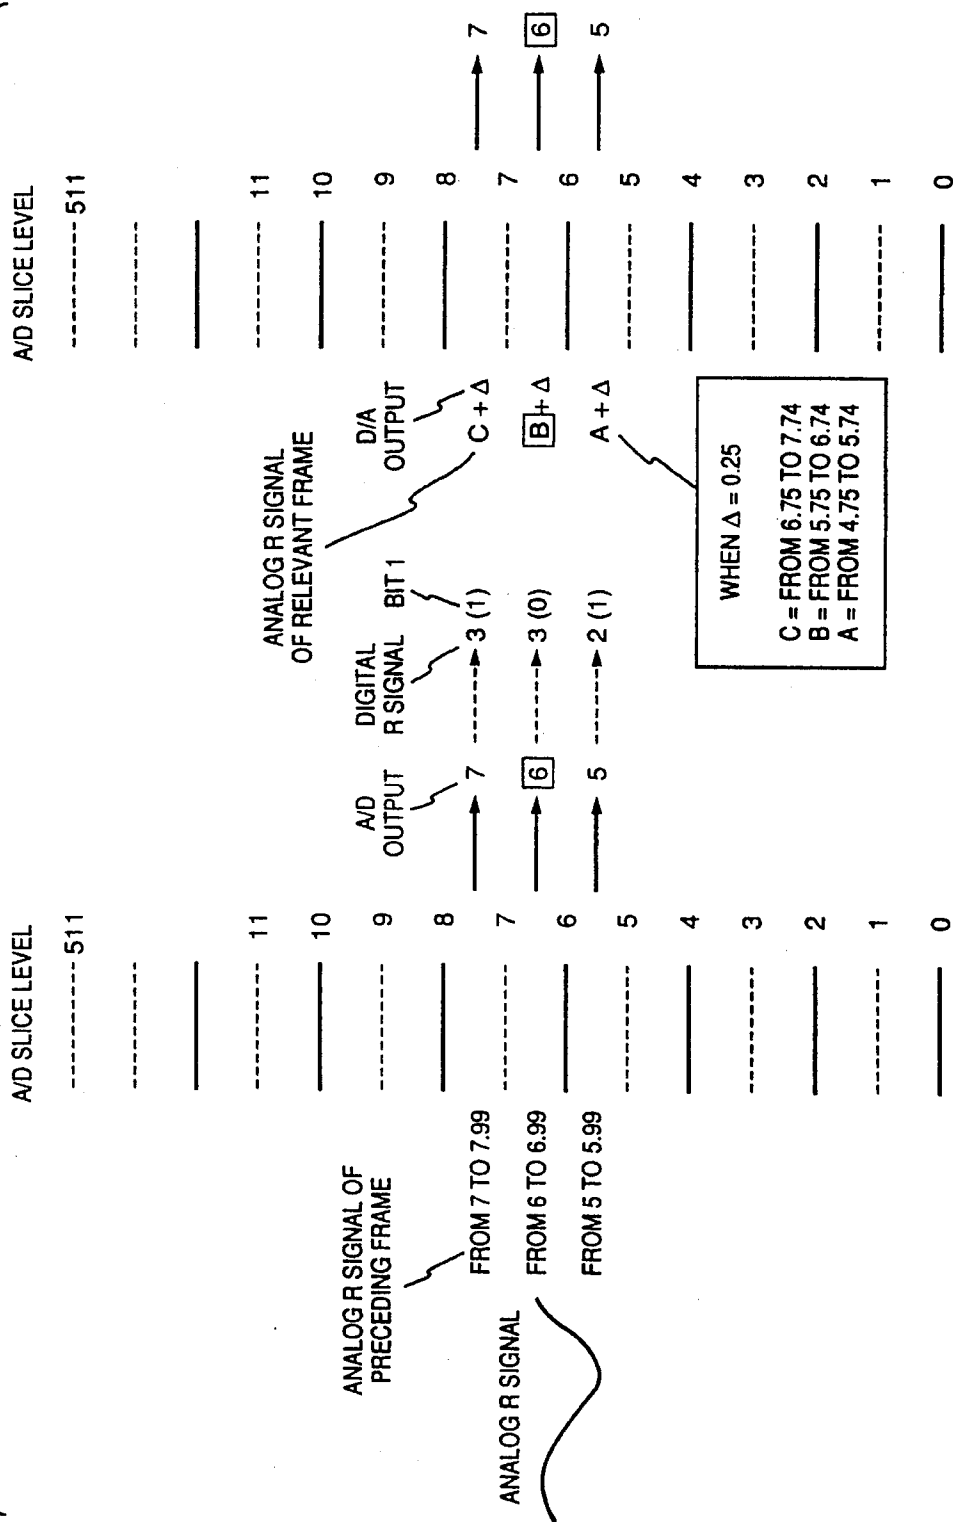 ANALOG R SIGNAL
ANALOG R SIGNAL OF
PRECEDING FRAME
FROM 7 TO 7.99
FROM 6 TO 6.99
FROM 5 TO 5.99
A/D SLICE LEVEL
511
11
10
9
8
7
6
5
4
3
2
1
0
A/D
OUTPUT
7
6
5
DIGITAL
R SIGNAL
BIT 1
3 (1)
3 (0)
2 (1)
ANALOG R SIGNAL
OF RELEVANT FRAME
D/A
OUTPUT
C + Δ
B + Δ
A + Δ
WHEN Δ = 0.25
C = FROM 6.75 TO 7.74
B = FROM 5.75 TO 6.74
A = FROM 4.75 TO 5.74
A/D SLICE LEVEL
511
11
10
9
8
7
6
5
4
3
2
1
0
7
6
5